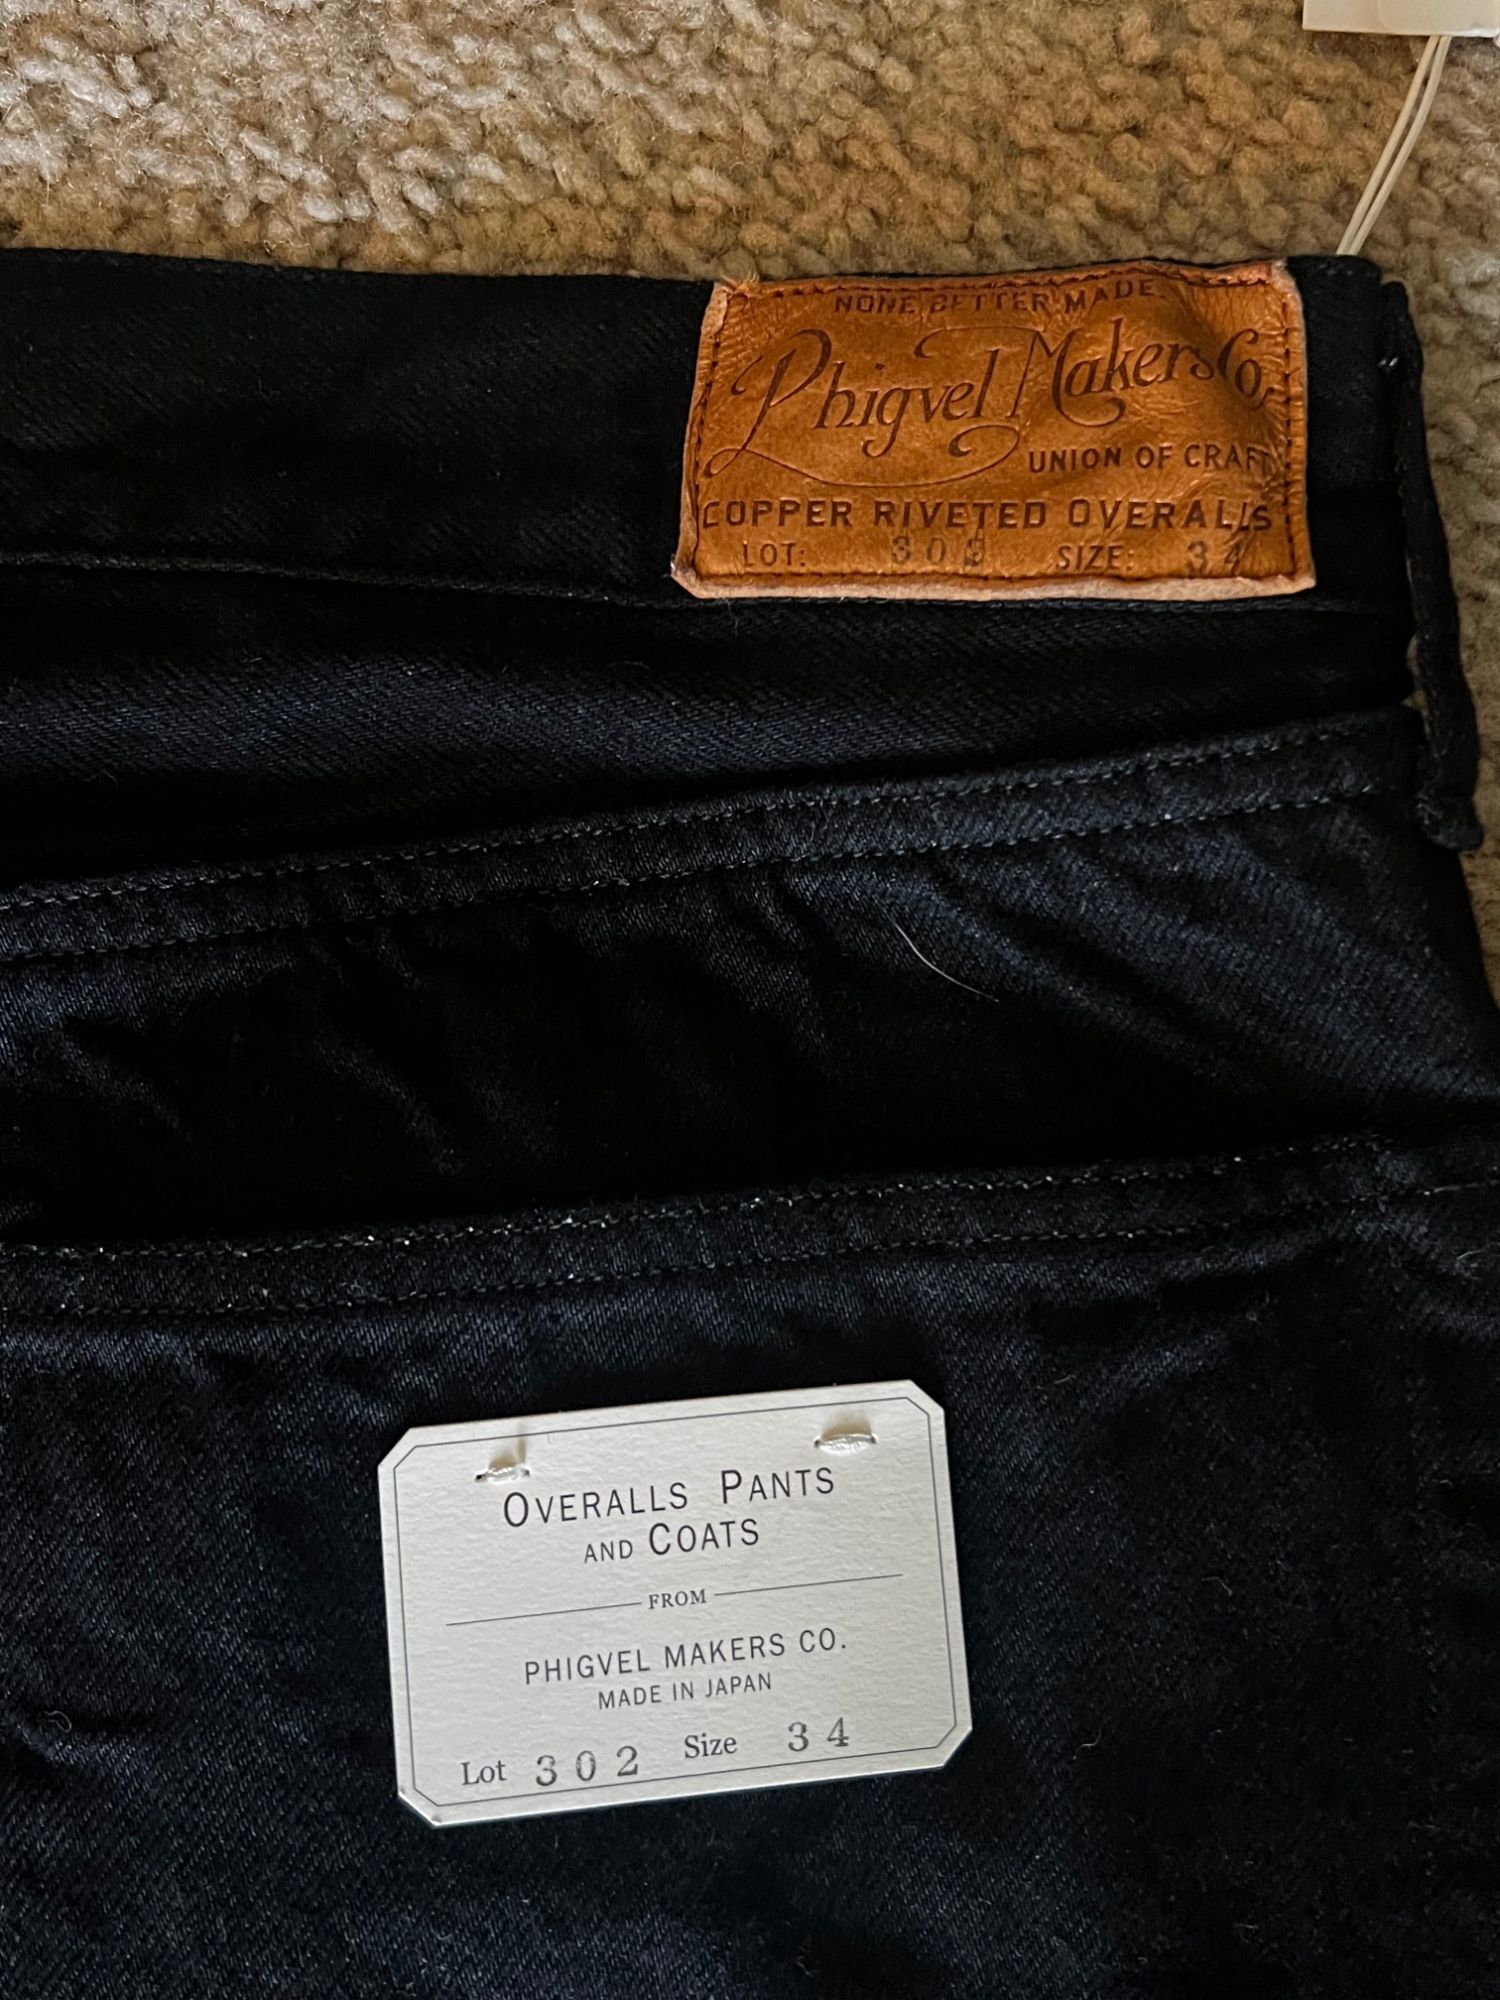 NONE BETTER MADE.
Phigvel Makers Co.
UNION OF CRAFT
COPPER RIVETED OVERALLS
LOT: 302 SIZE: 34
OVERALLS PANTS
AND COATS
FROM
PHIGVEL MAKERS CO.
MADE IN JAPAN
Lot 302 Size 34